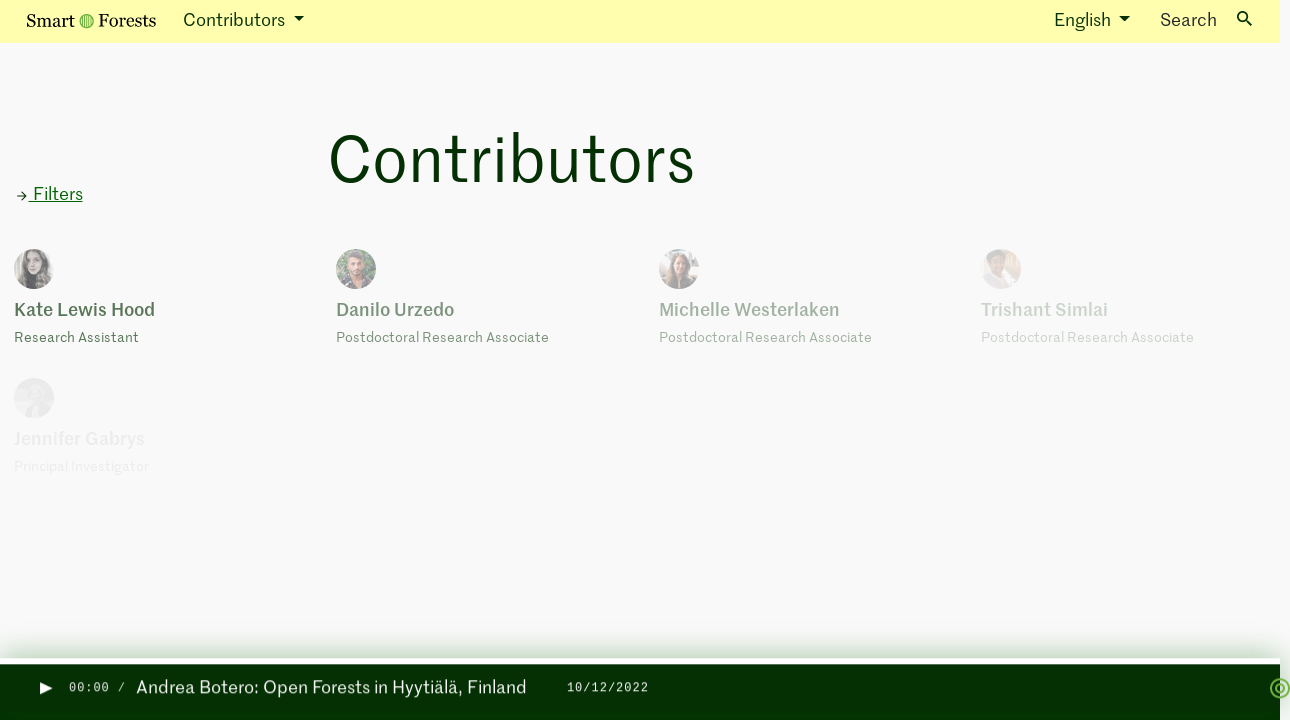 Smart Forests
Contributors
English
Search
Contributors
Filters
Kate Lewis Hood
Research Assistant
Danilo Urzedo
Postdoctoral Research Associate
Michelle Westerlaken
Postdoctoral Research Associate
Trishant Simlai
Postdoctoral Research Associate
Jennifer Gabrys
Principal Investigator
00:00 / Andrea Botero: Open Forests in Hyytiälä, Finland 10/12/2022